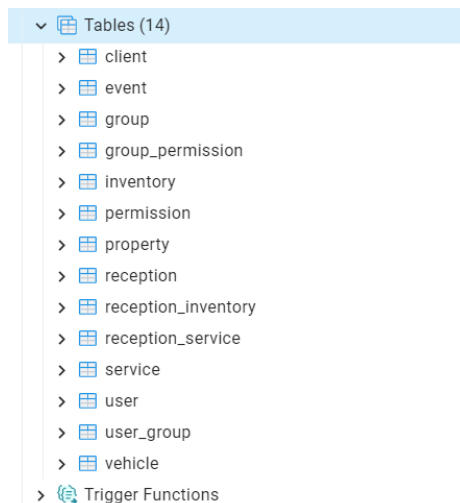 Tables (14)
client
event
group
group_permission
inventory
permission
property
reception
reception_inventory
reception_service
service
user
user_group
vehicle
Trigger Functions